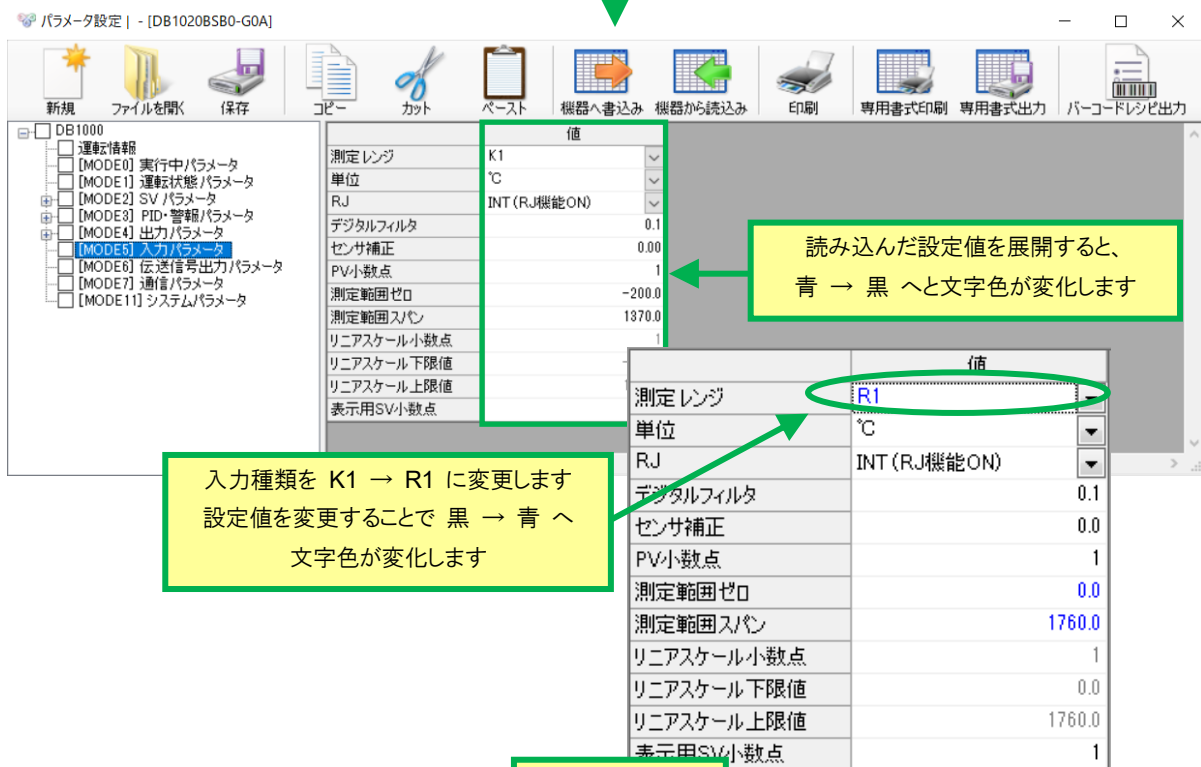 パラメータ設定 | - [DB1020BSB0-G0A]
新規 ファイルを開く 保存 コピー カット ペースト 機器へ書込み 機器から読込み 印刷 専用書式印刷 専用書式出力 バーコードレシピ出力
DB1000
運転情報
[MODE0] 実行中パラメータ
[MODE1] 運転状態パラメータ
[MODE2] SV パラメータ
[MODE3] PID・警報パラメータ
[MODE4] 出力パラメータ
[MODE5] 入力パラメータ
[MODE6] 伝送信号出力パラメータ
[MODE7] 通信パラメータ
[MODE11] システムパラメータ
値
測定レンジ K1
単位 ℃
RJ INT(RJ機能ON)
デジタルフィルタ 0.1
センサ補正 0.00
PV小数点 1
測定範囲ゼロ -200.0
測定範囲スパン 1370.0
リニアスケール小数点 1
リニアスケール下限値
リニアスケール上限値
表示用SV小数点
読み込んだ設定値を展開すると、
青 → 黒 へと文字色が変化します
入力種類を K1 → R1 に変更します
設定値を変更することで 黒 → 青 へ
文字色が変化します
値
測定レンジ R1
単位 ℃
RJ INT(RJ機能ON)
デジタルフィルタ 0.1
センサ補正 0.0
PV小数点 1
測定範囲ゼロ 0.0
測定範囲スパン 1760.0
リニアスケール小数点 1
リニアスケール下限値 0.0
リニアスケール上限値 1760.0
表示用SV小数点 1